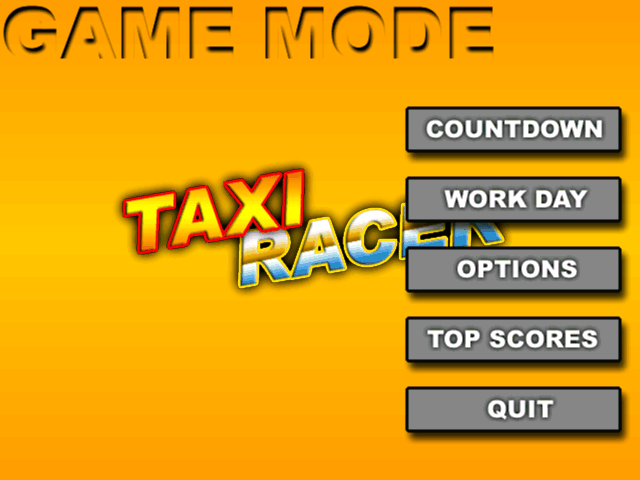 GAME MODE
TAXI
RACER
COUNTDOWN
WORK DAY
OPTIONS
TOP SCORES
QUIT